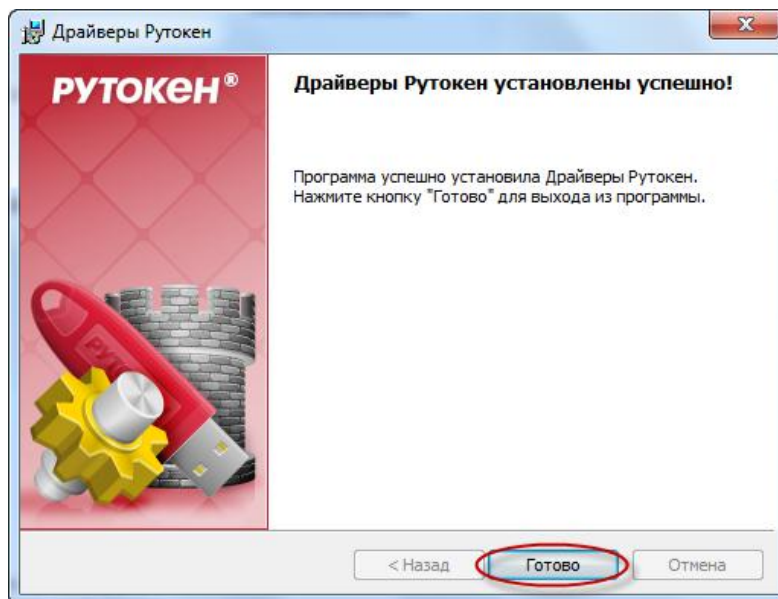 Драйверы Рутокен
РУТОКЕН®
Драйверы Рутокен установлены успешно!
Программа успешно установила Драйверы Рутокен.
Нажмите кнопку "Готово" для выхода из программы.
< Назад
Готово
Отмена